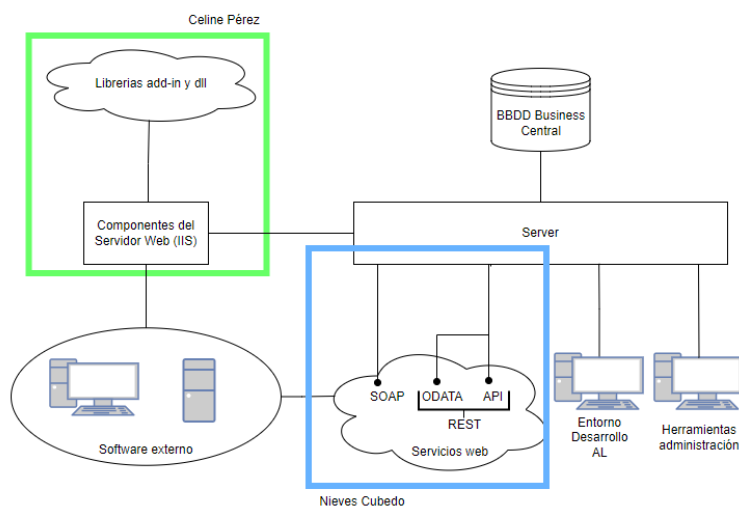 Celine Pérez
Librerias add-in y dll
BBDD Business
Central
Componentes del
Servidor Web (IIS)
Server
SOAP
ODATA
API
REST
Servicios web
Software externo
Entorno
Desarrollo
AL
Herramientas
administración
Nieves Cubedo